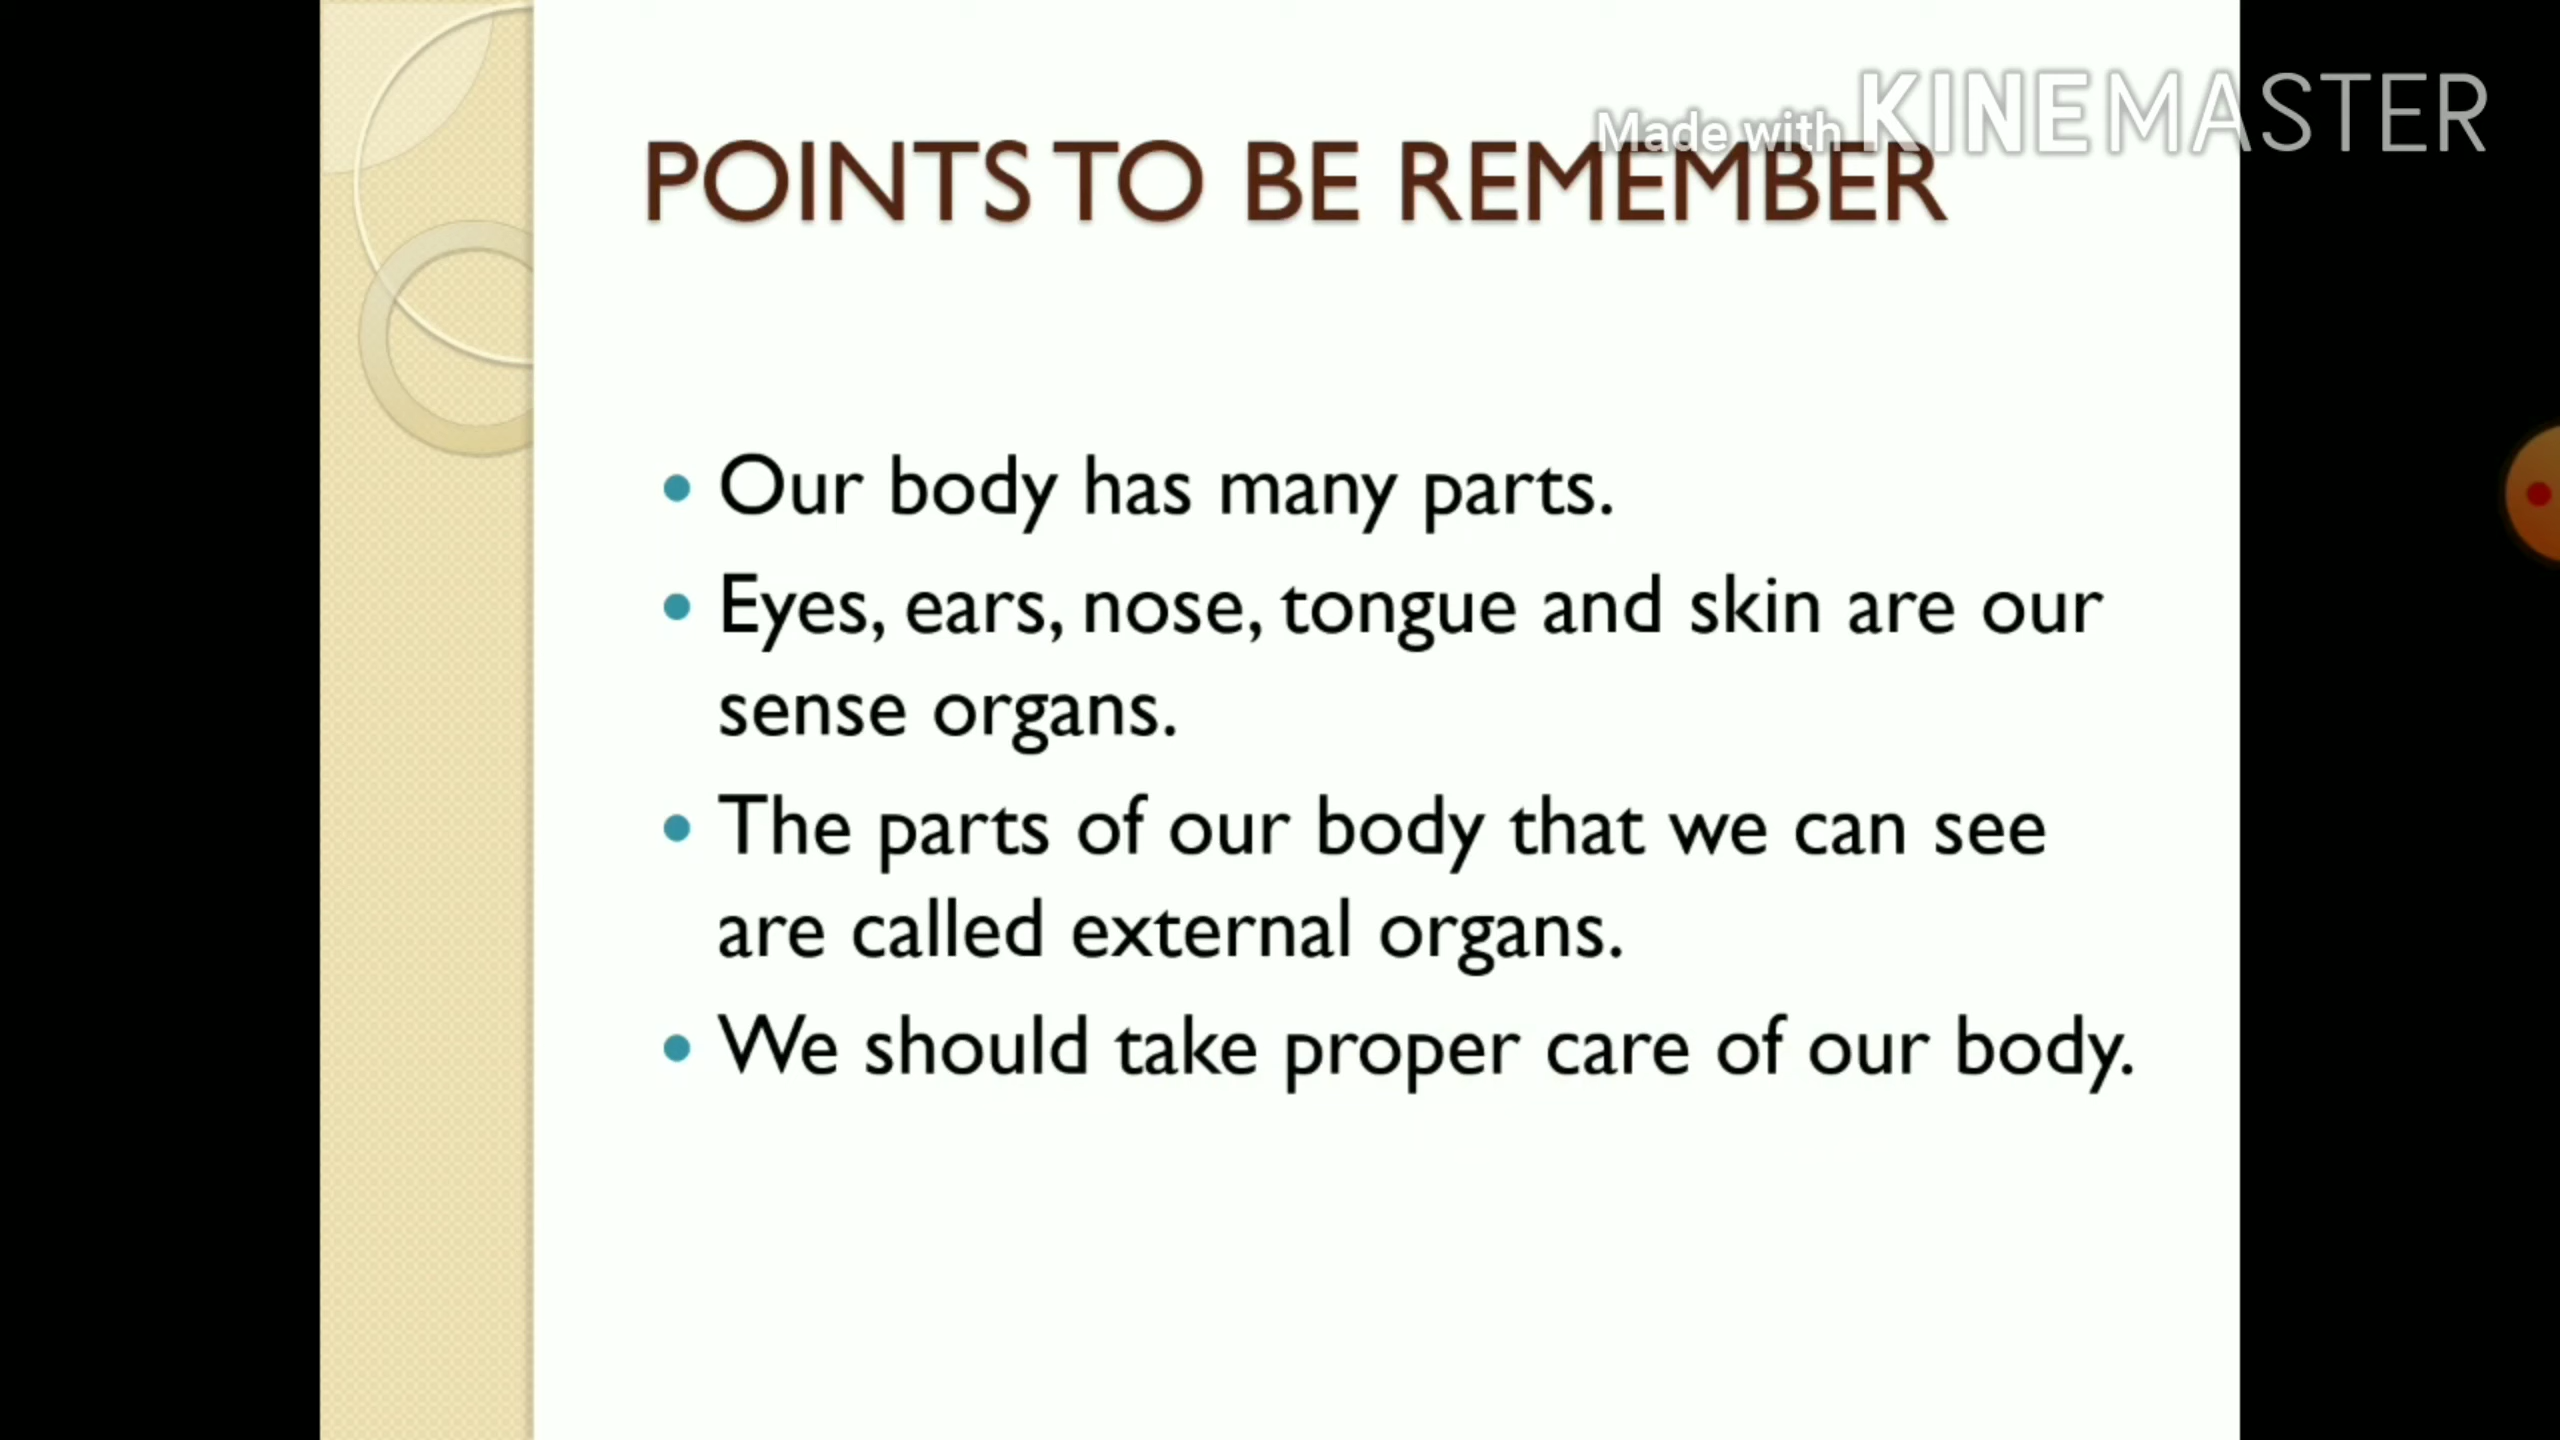 Made with KINEMASTER
POINTS TO BE REMEMBER
Our body has many parts.
Eyes, ears, nose, tongue and skin are our
sense organs.
The parts of our body that we can see
are called external organs.
We should take proper care of our body.